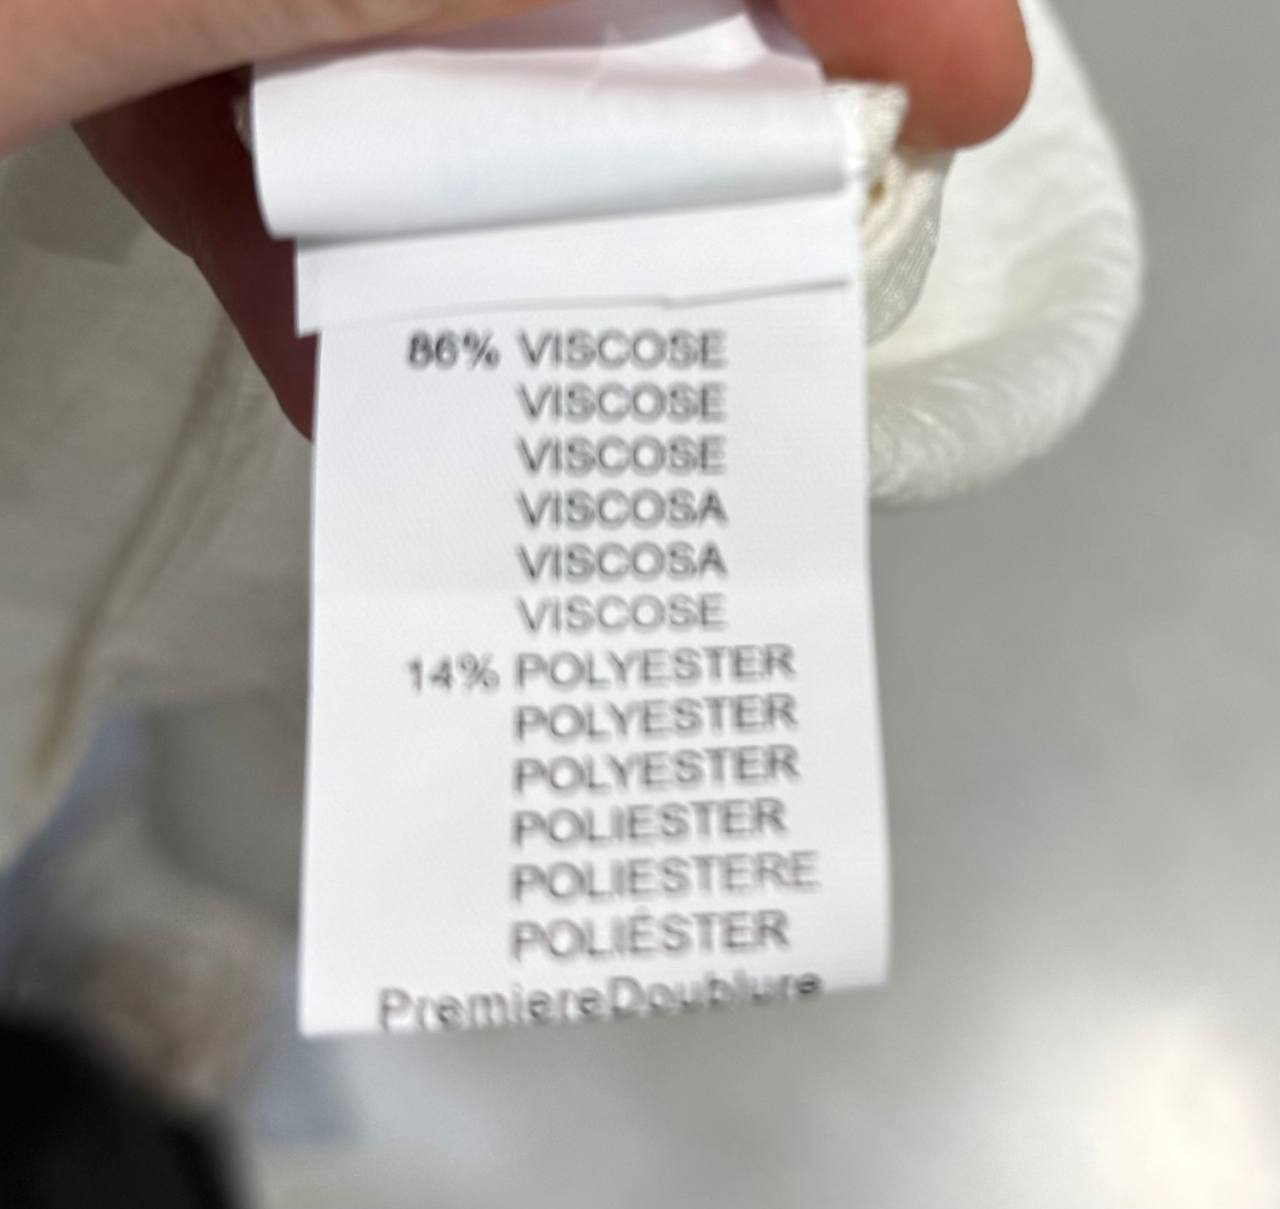 86% VISCOSE
VISCOSE
VISCOSE
VISCOSA
VISCOSA
VISCOSE
14% POLYESTER
POLYESTER
POLYESTER
POLIESTER
POLIESTERE
POLIÉSTER
PremiereDoublure